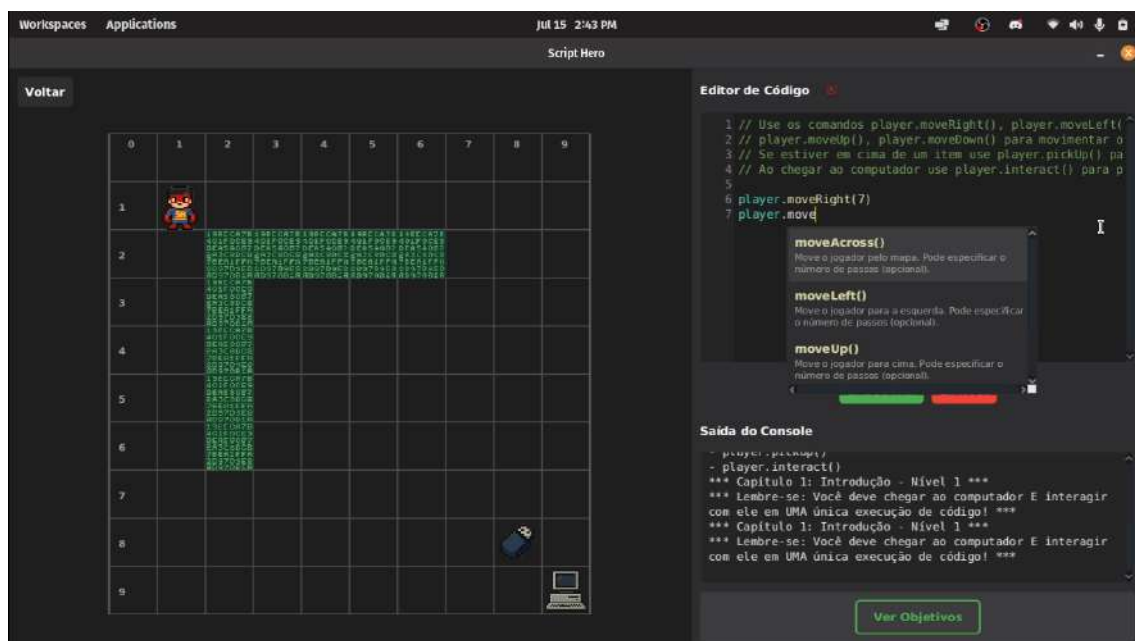 Workspaces Applications Jul 15 2:43 PM
Script Hero
Voltar
0 1 2 3 4 5 6 7 8 9
1
2
3
4
5
6
7
8
9
Editor de Código
1 // Use os comandos player.moveRight(), player.moveLeft(
2 // player.moveUp(), player.moveDown() para movimentar o
3 // Se estiver em cima de um item use player.pickUp() pa
4 // Ao chegar ao computador use player.interact() para p
5
6 player.moveRight(7)
7 player.move
moveAcross()
Move o jogador pelo mapa. Pode especificar o
número de passos (opcional).
moveLeft()
Move o jogador para a esquerda. Pode especificar
o número de passos (opcional).
moveUp()
Move o jogador para cima. Pode especificar o
número de passos (opcional).
Saída do Console
- player.pickUp()
- player.interact()
*** Capítulo 1: Introdução - Nível 1 ***
*** Lembre-se: Você deve chegar ao computador E interagir
com ele em UMA única execução de código! ***
*** Capítulo 1: Introdução - Nível 1 ***
*** Lembre-se: Você deve chegar ao computador E interagir
com ele em UMA única execução de código! ***
Ver Objetivos